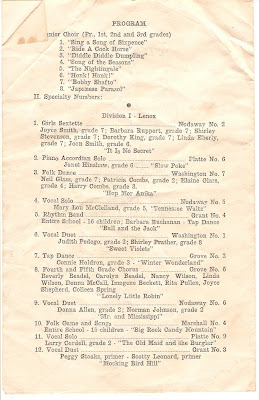 PROGRAM
Junior Choir (Pr., 1st, 2nd and 3rd grades)
1. "Sing a Song of Sixpence"
2. "Ride A Cock Horse"
3. "Diddle Diddle Dumpling"
4. "Song of the Seasons"
5. "The Nightingale"
6. "Honk! Honk!"
7. "Bobby Shafto"
8. "Japanese Parasol"
II. Specialty Numbers:
Division I - Lenox
1. Girls Sextette Nodaway No. 2
Joyce Smith, grade 7; Barbara Ruppert, grade 7; Shirley
Stevenson, grade 7; Dorothy King, grade 7; Linda Eberly,
grade 7; Joen Smith, grade 6.
"It Is No Secret"
2. Piano Accordian Solo Platte No. 6
Janet Hinshaw, grade 6 "Slow Poke"
3. Folk Dance Washington No. 7
Neil Glass, grade 7; Patricia Combs, grade 2; Elaine Glass,
grade 4; Harry Combs, grade 3.
"Hop Mor Anika"
4. Vocal Solo Nodaway No. 8
Mary Lou McClelland, grade 5, "Tennessee Waltz"
5. Rhythm Band Grant No. 4
Entire School - 16 children; Barbara Buchanan - Tap Dance
"Ball and the Jack"
6. Vocal Duet Washington No. 1
Judith Pedego, grade 2; Shirley Prather, grade 8
"Sweet Violets"
7. Tap Dance Grove No. 2
Connie Noldren, grade 3 - "Winter Wonderland"
8. Fourth and Fifth Grade Chorus Grove No. 6
Beverly Beadel, Carolyn Beadel, Nancy Wilson, Linda
Wilson, Donna McCall, Imogene Beckett, Rita Pullen, Joyce
Shepherd, Colleen Spring
"Lonely Little Robin"
9. Vocal Duet Nodaway No. 6
Donna Allen, grade 2; Norman Johnson, grade 2
"Mr. and Mississippi"
10. Folk Game and Songs Marshall No. 4
Entire School - 15 children - "Big Rock Candy Mountain"
11. Vocal Solo Platte No. 9
Larry Cordell, grade 2 - "The Old Maid and the Burglar"
12. Vocal Duet Grant No. 3
Peggy Stoaks, primer - Scotty Leonard, primer
"Mocking Bird Hill"